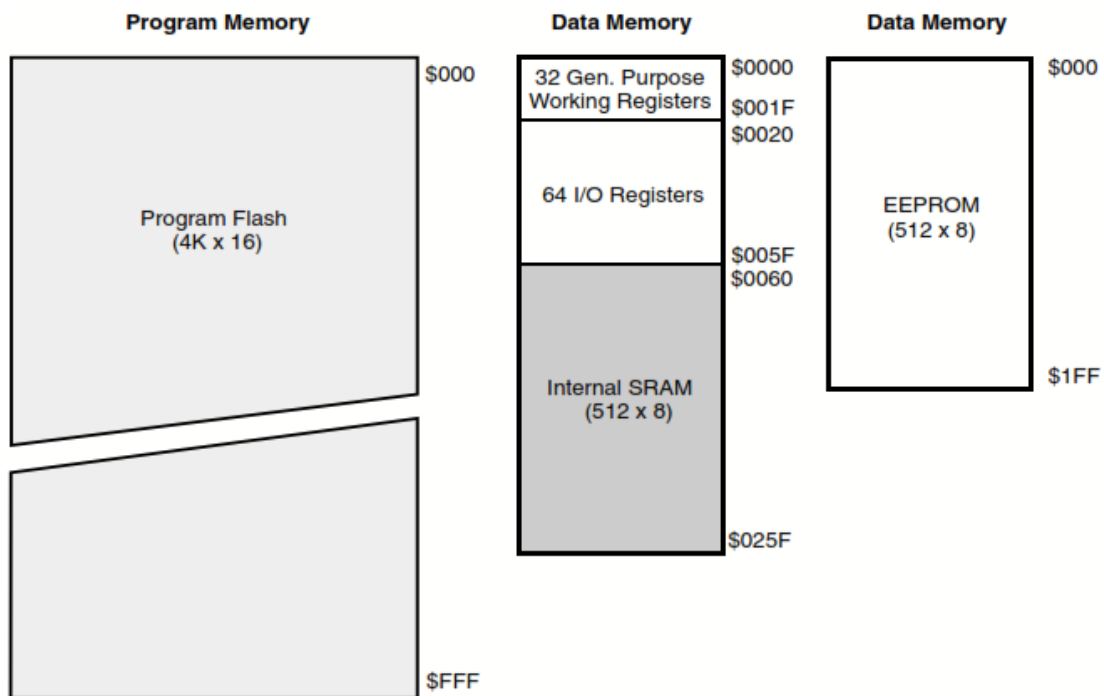 Program Memory
$000
Program Flash
(4K x 16)
$FFF
Data Memory
32 Gen. Purpose
Working Registers
$0000
$001F
$0020
64 I/O Registers
$005F
$0060
Internal SRAM
(512 x 8)
$025F
Data Memory
$000
EEPROM
(512 x 8)
$1FF